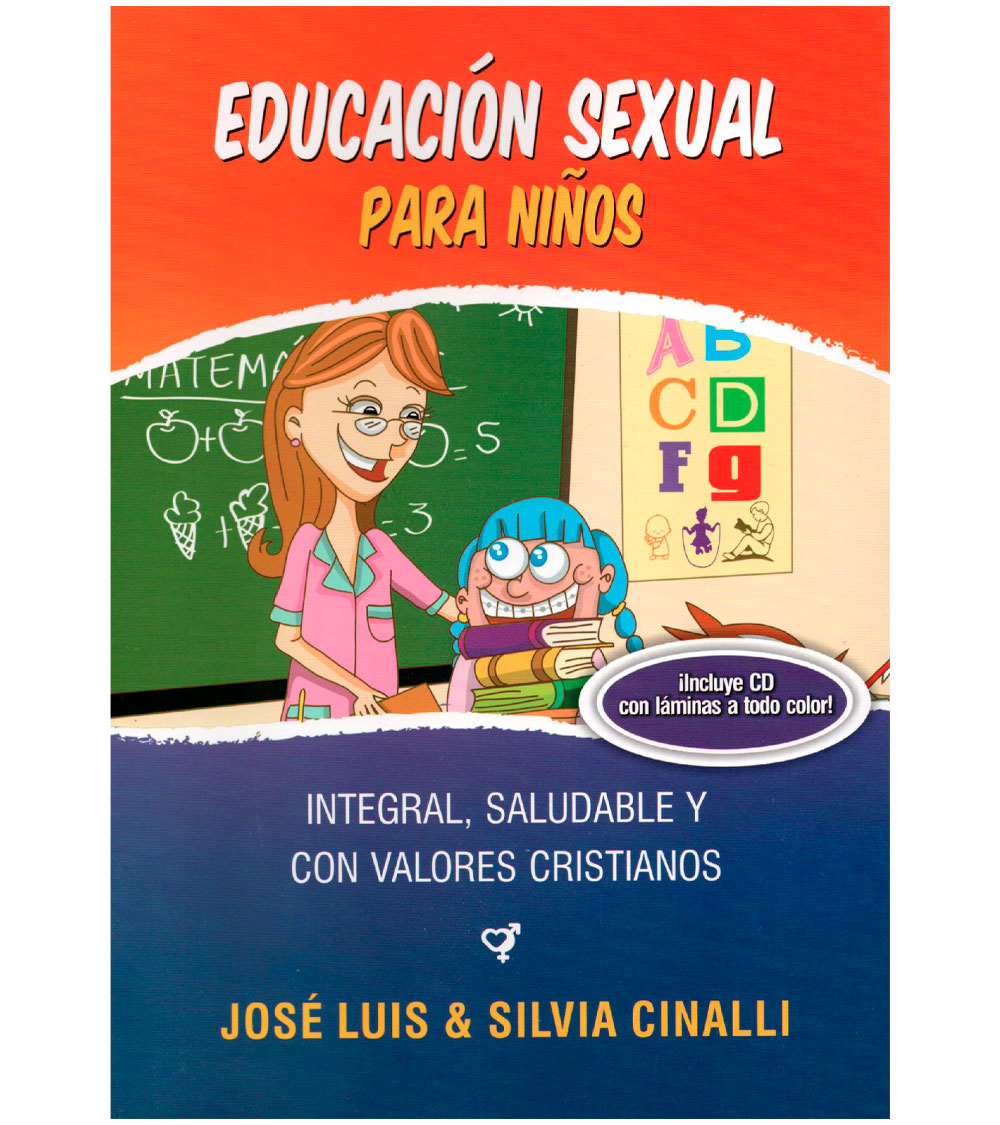 EDUCACIÓN SEXUAL
PARA NIÑOS
MATEMÁ
+ = 5
+ = 3
A B
C D
F g
¡Incluye CD
con láminas a todo color!
INTEGRAL, SALUDABLE Y
CON VALORES CRISTIANOS
JOSÉ LUIS & SILVIA CINALLI